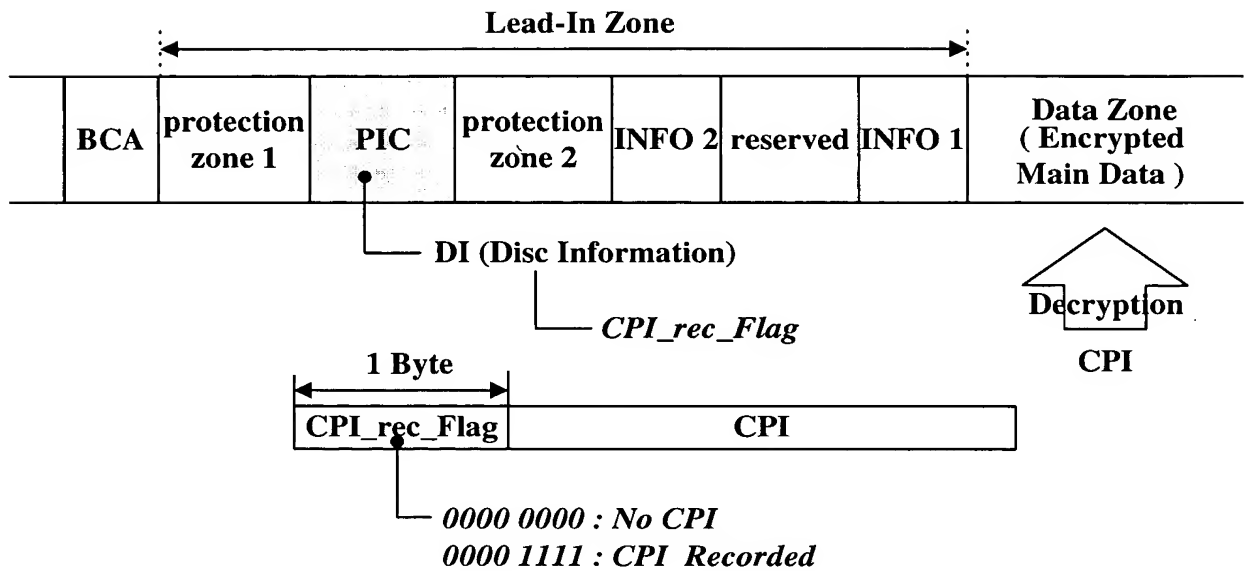 Lead-In Zone
BCA
protection
zone 1
PIC
protection
zone 2
INFO 2
reserved
INFO 1
Data Zone
( Encrypted
Main Data )
DI (Disc Information)
CPI_rec_Flag
Decryption
CPI
1 Byte
CPI_rec_Flag
CPI
0000 0000 : No CPI
0000 1111 : CPI Recorded